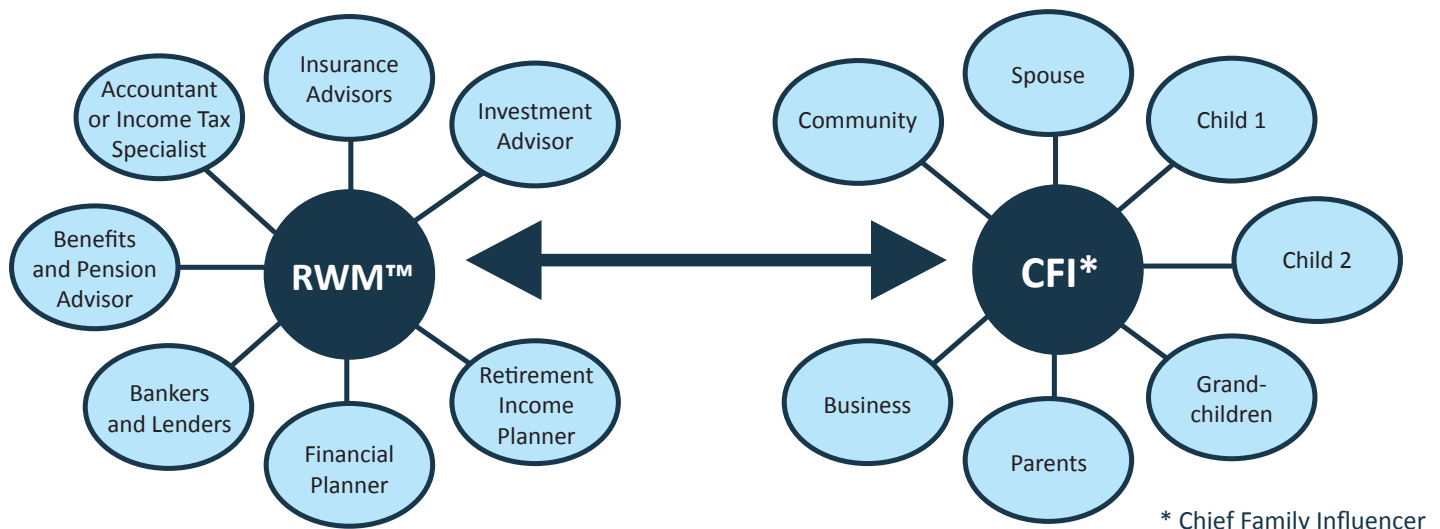 Insurance
Advisors
Accountant
or Income Tax
Specialist
Investment
Advisor
Benefits
and Pension
Advisor
RWM™
Bankers
and Lenders
Financial
Planner
Retirement
Income
Planner
Spouse
Community
Child 1
CFI*
Child 2
Business
Parents
Grand-
children
* Chief Family Influencer